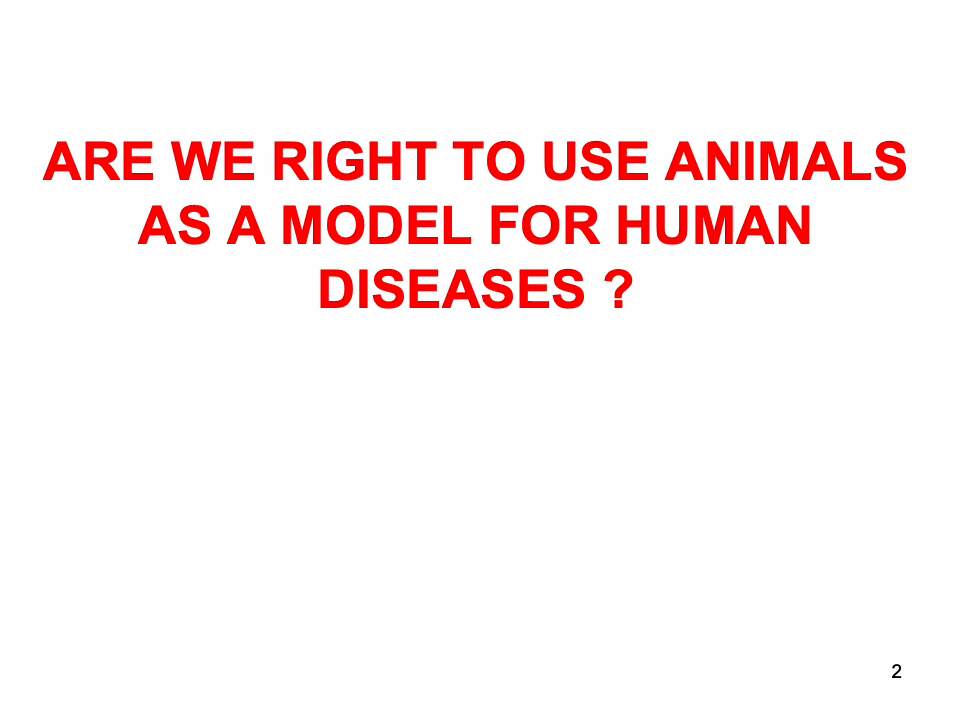 ARE WE RIGHT TO USE ANIMALS
AS A MODEL FOR HUMAN
DISEASES ?
2